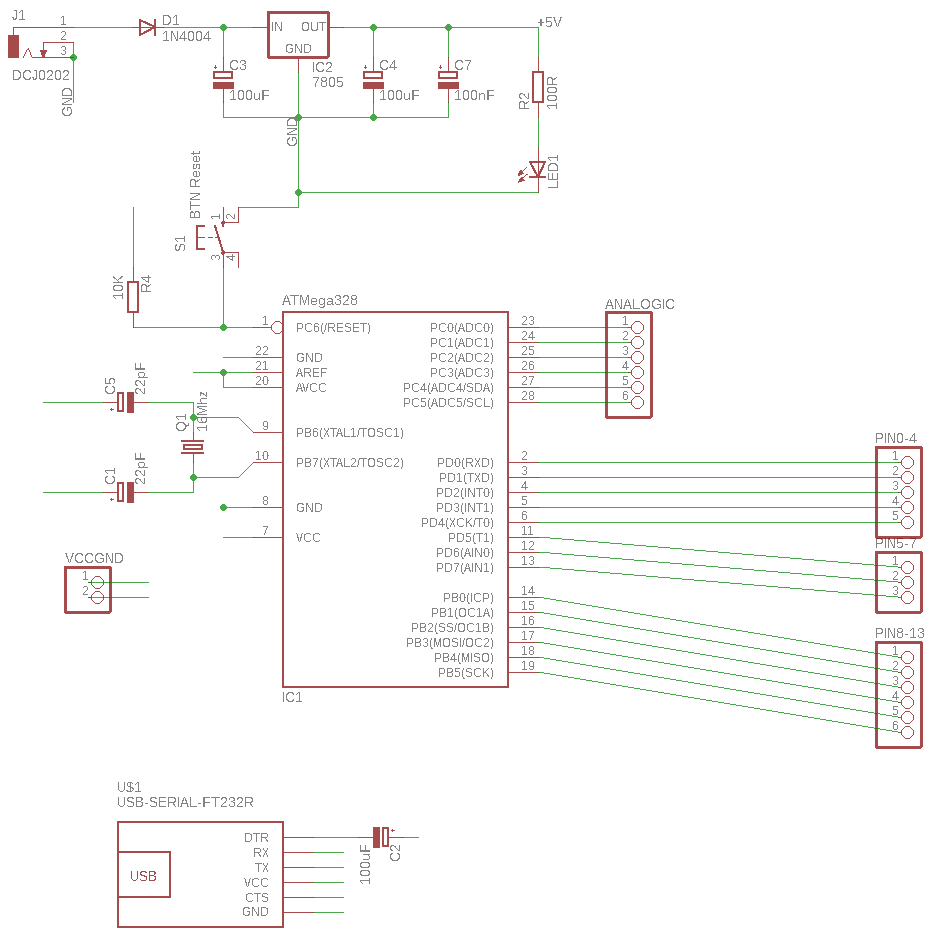 J1
1
2
3
DCJ0202
GND
D1
1N4004
IN OUT
GND
IC2
7805
C3
100uF
C4
100uF
C7
100nF
+5V
R2
100R
LED1
GND
BTN Reset
S1
1
2
3
4
10K
R4
ATMega328
1 PC6(/RESET)
22 GND
21 AREF
20 AVCC
9 PB6(XTAL1/TOSC1)
10 PB7(XTAL2/TOSC2)
8 GND
7 VCC
PC0(ADC0) 23
PC1(ADC1) 24
PC2(ADC2) 25
PC3(ADC3) 26
PC4(ADC4/SDA) 27
PC5(ADC5/SCL) 28
PD0(RXD) 2
PD1(TXD) 3
PD2(INT0) 4
PD3(INT1) 5
PD4(XCK/T0) 6
PD5(T1) 11
PD6(AIN0) 12
PD7(AIN1) 13
PB0(ICP) 14
PB1(OC1A) 15
PB2(SS/OC1B) 16
PB3(MOSI/OC2) 17
PB4(MISO) 18
PB5(SCK) 19
IC1
ANALOGIC
1
2
3
4
5
6
PIN0-4
1
2
3
4
5
PIN5-7
1
2
3
PIN8-13
1
2
3
4
5
6
C5
22pF
Q1
16Mhz
C1
22pF
VCCGND
1
2
U$1
USB-SERIAL-FT232R
USB
DTR
RX
TX
VCC
CTS
GND
100uF
C2